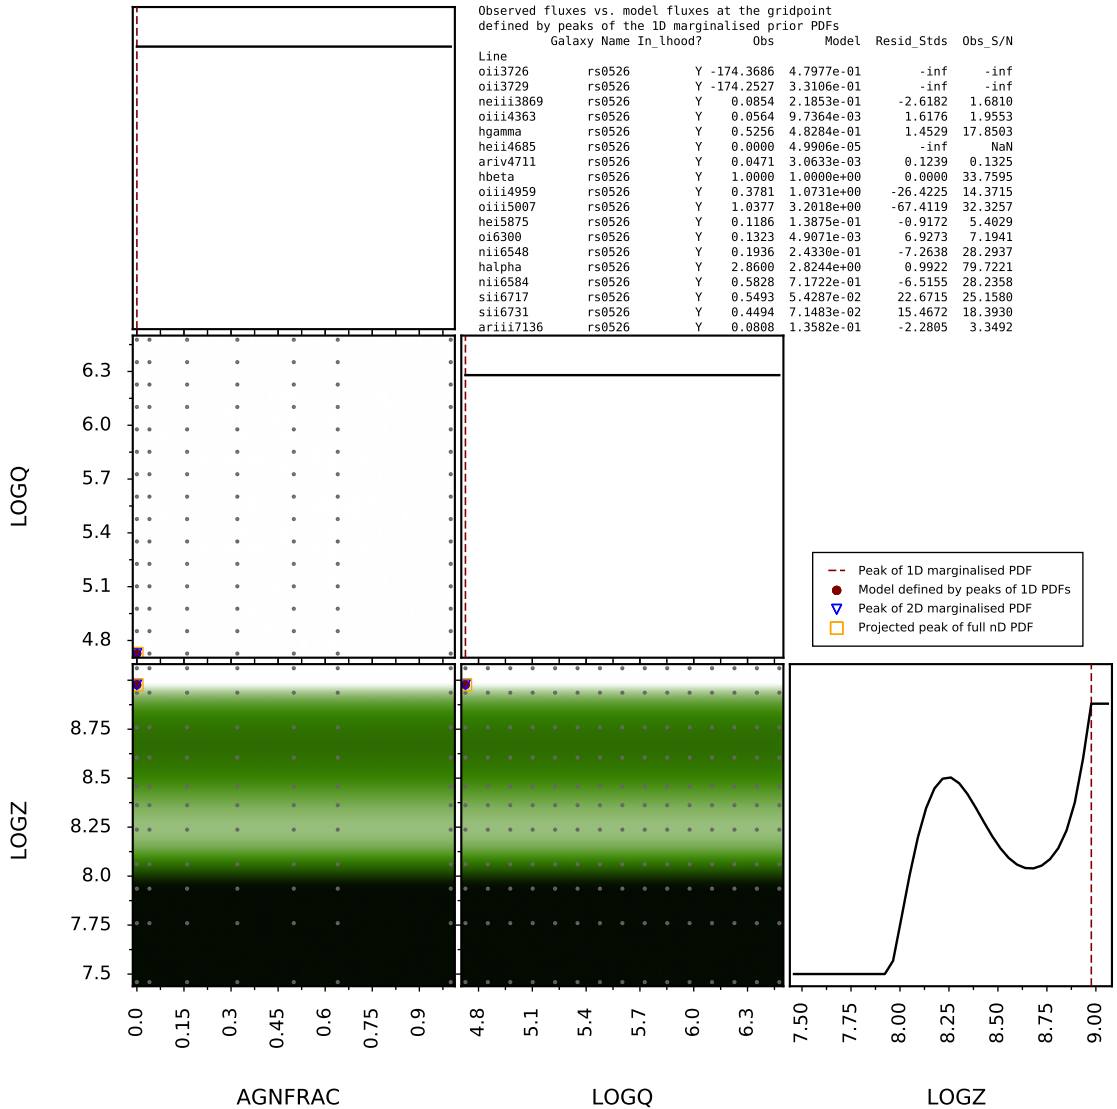 Observed fluxes vs. model fluxes at the gridpoint
defined by peaks of the 1D marginalised prior PDFs
Galaxy Name In_lhood? Obs Model Resid_Stds Obs_S/N
Line
oii3726 rs0526 Y -174.3686 4.7977e-01 -inf -inf
oii3729 rs0526 Y -174.2527 3.3106e-01 -inf -inf
neiii3869 rs0526 Y 0.0854 2.1853e-01 -2.6182 1.6810
oiii4363 rs0526 Y 0.0564 9.7364e-03 1.6176 1.9553
hgamma rs0526 Y 0.5256 4.8284e-01 1.4529 17.8503
heii4685 rs0526 Y 0.0000 4.9906e-05 -inf NaN
ariv4711 rs0526 Y 0.0471 3.0633e-03 0.1239 0.1325
hbeta rs0526 Y 1.0000 1.0000e+00 0.0000 33.7595
oiii4959 rs0526 Y 0.3781 1.0731e+00 -26.4225 14.3715
oiii5007 rs0526 Y 1.0377 3.2018e+00 -67.4119 32.3257
hei5875 rs0526 Y 0.1186 1.3875e-01 -0.9172 5.4029
oi6300 rs0526 Y 0.1323 4.9071e-03 6.9273 7.1941
nii6548 rs0526 Y 0.1936 2.4330e-01 -7.2638 28.2937
halpha rs0526 Y 2.8600 2.8244e+00 0.9922 79.7221
nii6584 rs0526 Y 0.5828 7.1722e-01 -6.5155 28.2358
sii6717 rs0526 Y 0.5493 5.4287e-02 22.6715 25.1580
sii6731 rs0526 Y 0.4494 7.1483e-02 15.4672 18.3930
ariii7136 rs0526 Y 0.0808 1.3582e-01 -2.2805 3.3492
LOGQ
6.3
6.0
5.7
5.4
5.1
4.8
Peak of 1D marginalised PDF
Model defined by peaks of 1D PDFs
Peak of 2D marginalised PDF
Projected peak of full nD PDF
LOGZ
8.75
8.5
8.25
8.0
7.75
7.5
0.0 0.15 0.3 0.45 0.6 0.75 0.9
4.8 5.1 5.4 5.7 6.0 6.3
7.50 7.75 8.00 8.25 8.50 8.75 9.00
AGNFRAC LOGQ LOGZ